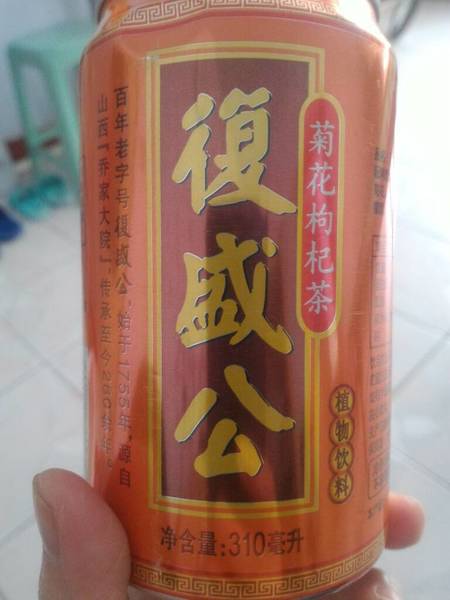 百年老字号復盛公，始于1755年，源自
山西“乔家大院”，传承至今260余年。
復盛公
菊花枸杞茶
植物饮料
净含量:310毫升